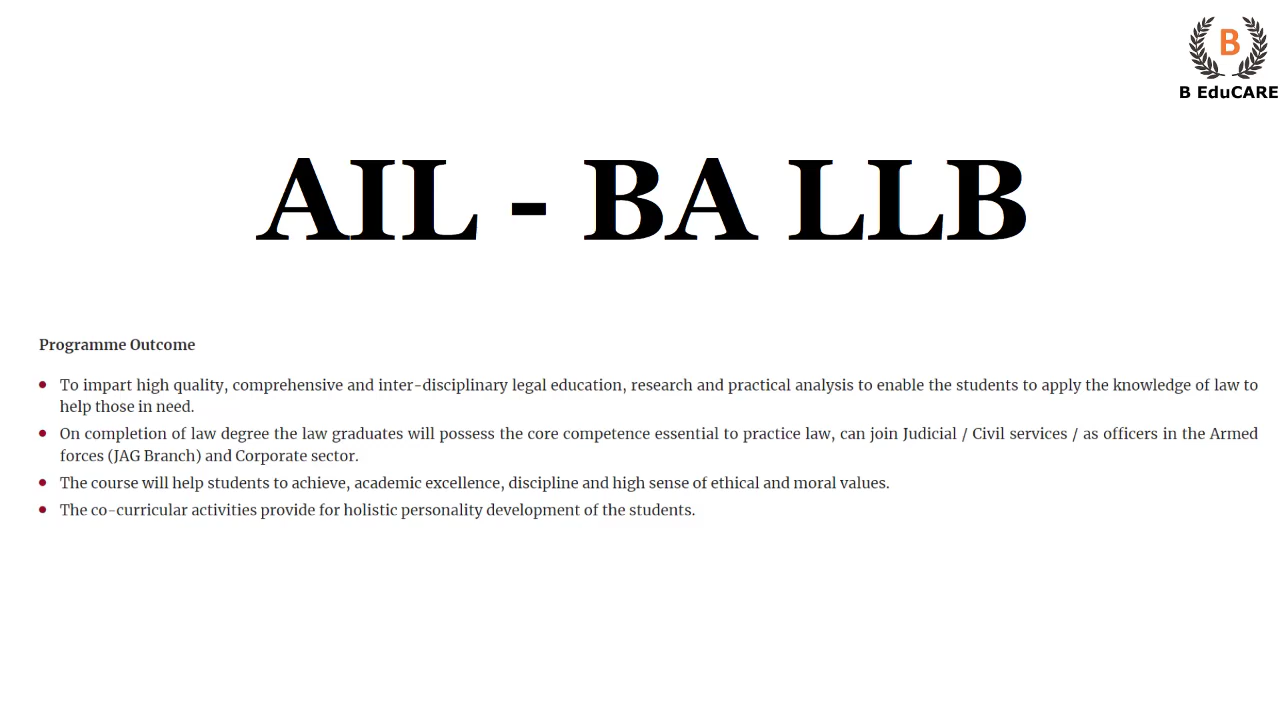 B
B EduCARE
AIL - BA LLB
Programme Outcome
To impart high quality, comprehensive and inter-disciplinary legal education, research and practical analysis to enable the students to apply the knowledge of law to
help those in need.
On completion of law degree the law graduates will possess the core competence essential to practice law, can join Judicial / Civil services / as officers in the Armed
forces (JAG Branch) and Corporate sector.
The course will help students to achieve, academic excellence, discipline and high sense of ethical and moral values.
The co-curricular activities provide for holistic personality development of the students.